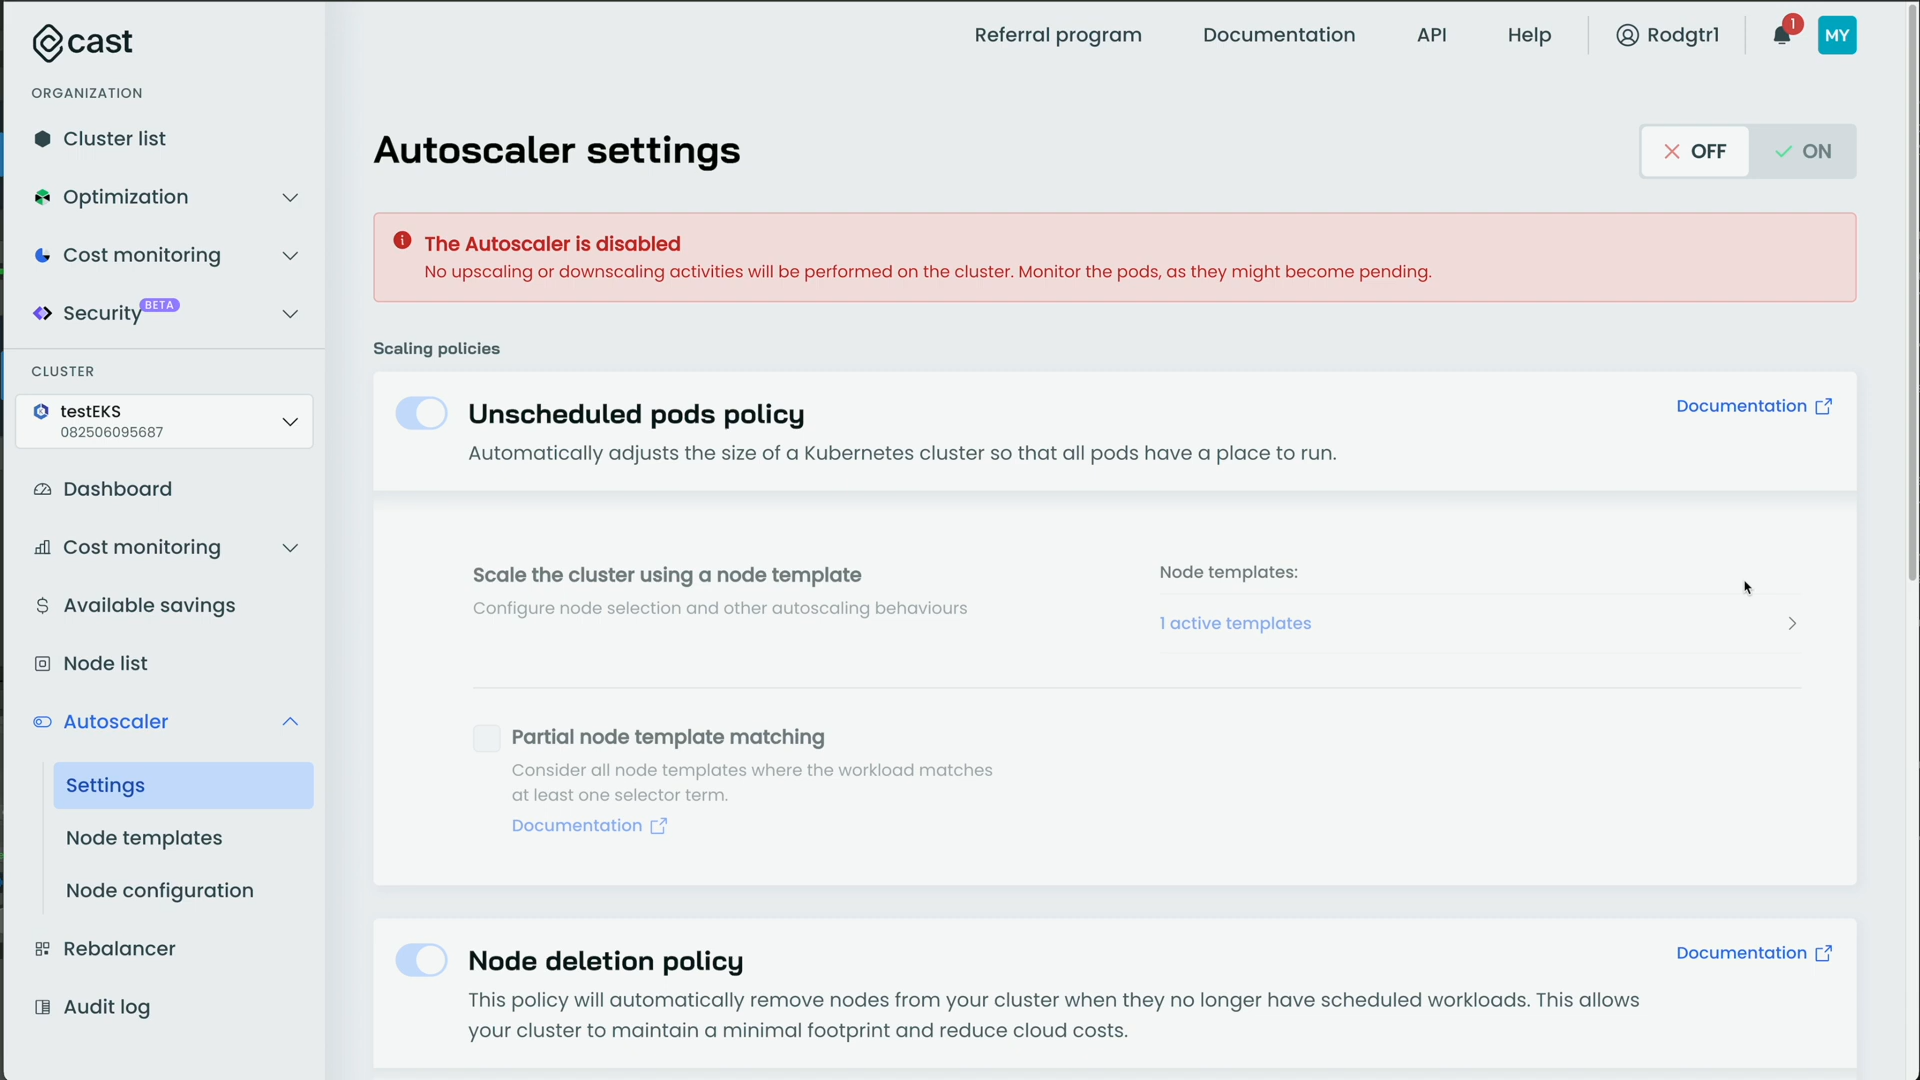 cast
Referral program
Documentation
API
Help
Rodgtr1
1
MY
ORGANIZATION
Cluster list
Optimization
Cost monitoring
Security BETA
CLUSTER
testEKS
082506095687
Dashboard
Cost monitoring
Available savings
Node list
Autoscaler
Settings
Node templates
Node configuration
Rebalancer
Audit log
Autoscaler settings
OFF
ON
The Autoscaler is disabled
No upscaling or downscaling activities will be performed on the cluster. Monitor the pods, as they might become pending.
Scaling policies
Unscheduled pods policy
Documentation
Automatically adjusts the size of a Kubernetes cluster so that all pods have a place to run.
Scale the cluster using a node template
Configure node selection and other autoscaling behaviours
Node templates:
1 active templates
Partial node template matching
Consider all node templates where the workload matches
at least one selector term.
Documentation
Node deletion policy
Documentation
This policy will automatically remove nodes from your cluster when they no longer have scheduled workloads. This allows
your cluster to maintain a minimal footprint and reduce cloud costs.